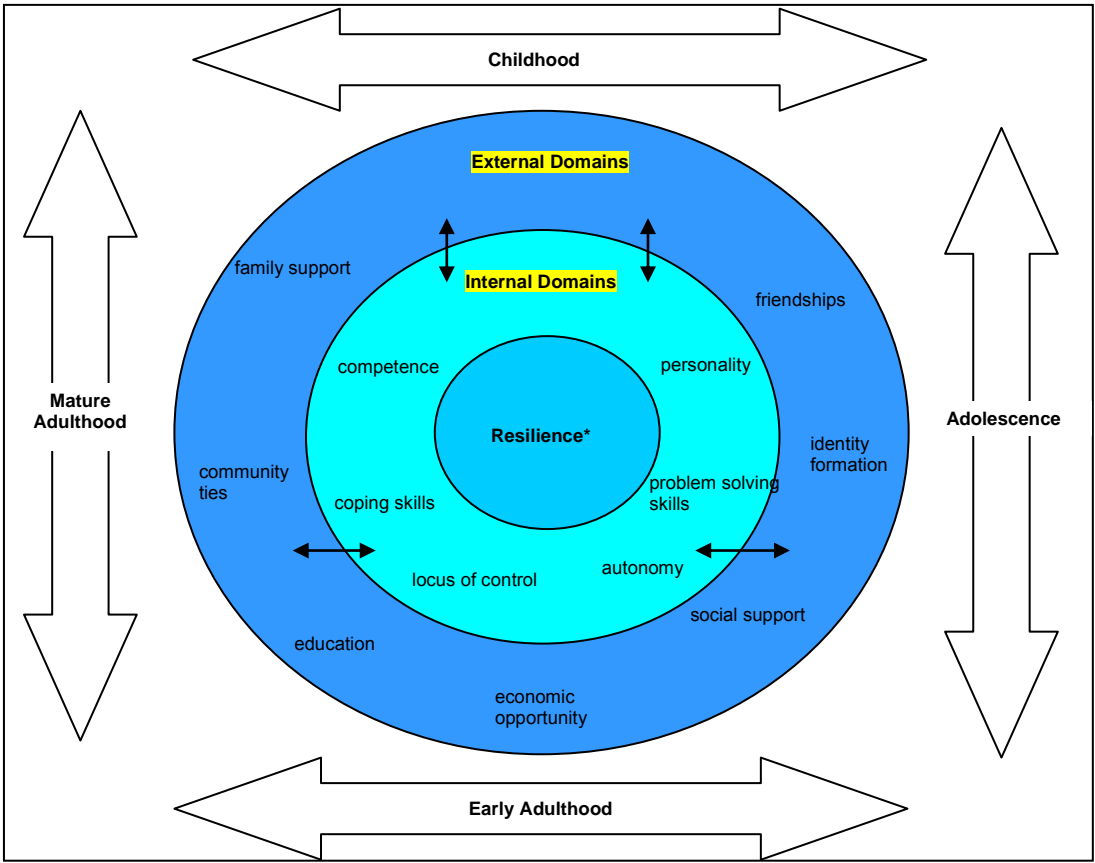 Childhood
External Domains
family support
Internal Domains
friendships
competence
personality
Mature
Adulthood
Resilience*
Adolescence
identity
formation
community
ties
coping skills
problem solving
skills
locus of control
autonomy
social support
education
economic
opportunity
Early Adulthood